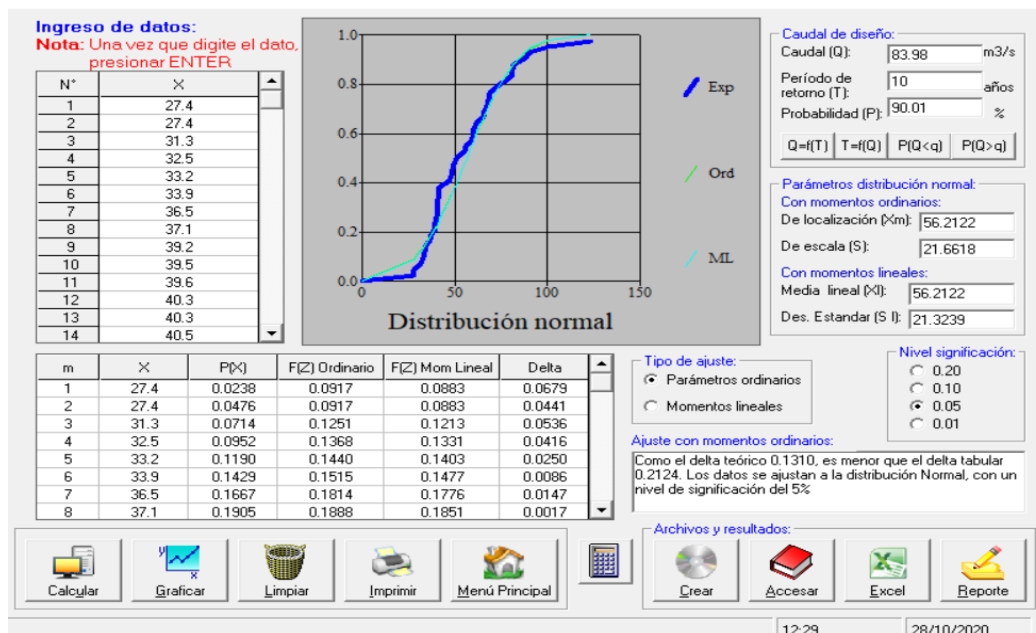 Ingreso de datos:
Nota: Una vez que digite el dato,
presionar ENTER
N° X
1 27.4
2 27.4
3 31.3
4 32.5
5 33.2
6 33.9
7 36.5
8 37.1
9 39.2
10 39.5
11 39.6
12 40.3
13 40.3
14 40.5
1.0
0.8
0.6
0.4
0.2
0.0
0 50 100 150
Distribución normal
Exp
Ord
ML
Caudal de diseño:
Caudal (Q): 83.98 m3/s
Período de
retorno (T): 10 años
Probabilidad (P): 90.01 %
Q=f(T) T=f(Q) P(Q<q) P(Q>q)
Parámetros distribución normal:
Con momentos ordinarios:
De localización (Xm): 56.2122
De escala (S): 21.6618
Con momentos lineales:
Media lineal (Xl): 56.2122
Des. Estandar (S l): 21.3239
m X P(X) F(Z) Ordinario F(Z) Mom Lineal Delta
1 27.4 0.0238 0.0917 0.0883 0.0679
2 27.4 0.0476 0.0917 0.0883 0.0441
3 31.3 0.0714 0.1251 0.1213 0.0536
4 32.5 0.0952 0.1368 0.1331 0.0416
5 33.2 0.1190 0.1440 0.1403 0.0250
6 33.9 0.1429 0.1515 0.1477 0.0086
7 36.5 0.1667 0.1814 0.1776 0.0147
8 37.1 0.1905 0.1888 0.1851 0.0017
Tipo de ajuste:
Parámetros ordinarios
Momentos lineales
Nivel significación:
0.20
0.10
0.05
0.01
Ajuste con momentos ordinarios:
Como el delta teórico 0.1310, es menor que el delta tabular
0.2124. Los datos se ajustan a la distribución Normal, con un
nivel de significación del 5%
Calcular Graficar Limpiar Imprimir Menú Principal
Archivos y resultados:
Crear Accesar Excel Reporte
12:29 28/10/2020